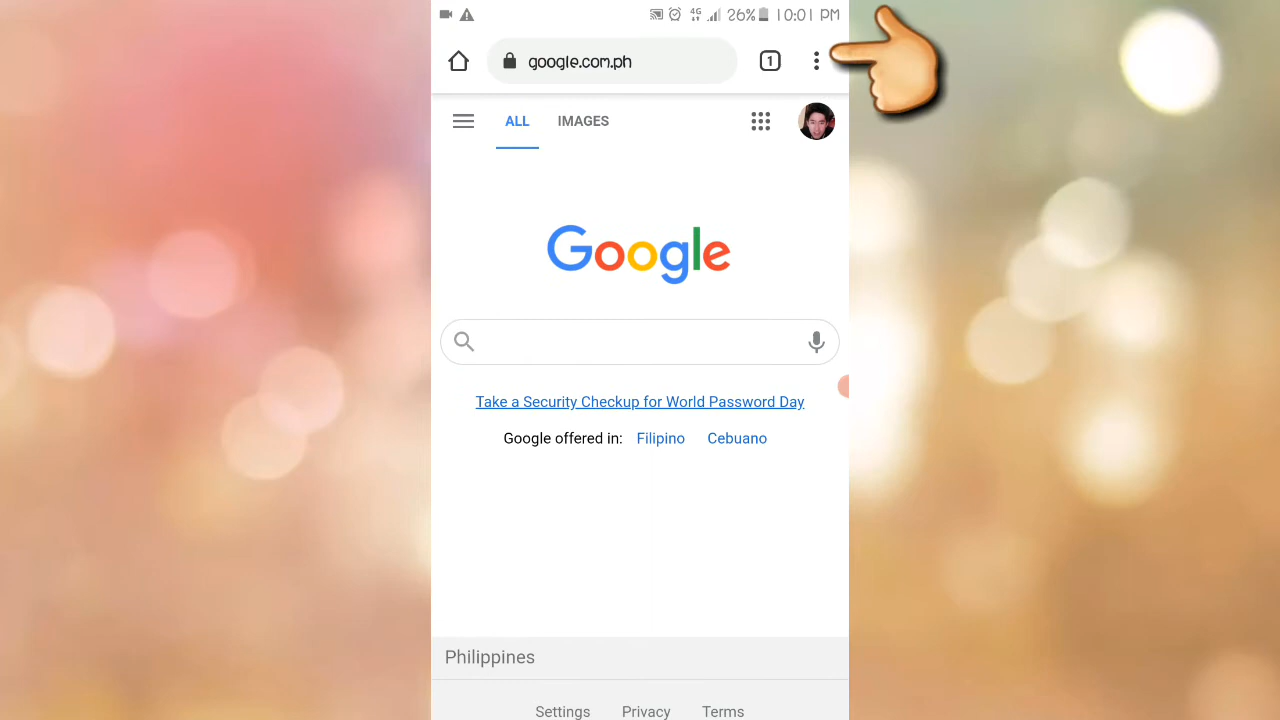 4G 26% 10:01 PM
google.com.ph 1
ALL IMAGES
Google
Take a Security Checkup for World Password Day
Google offered in: Filipino Cebuano
Philippines
Settings Privacy Terms